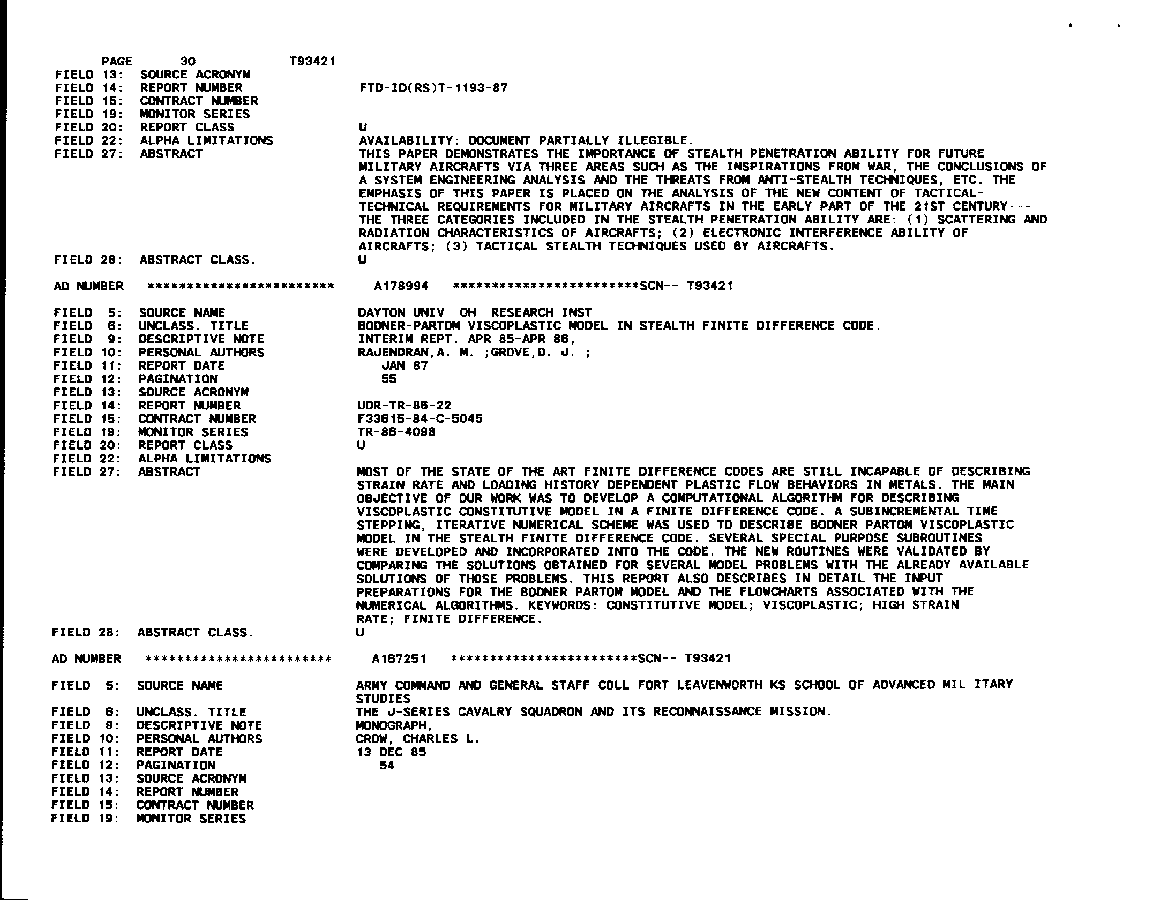 PAGE 30 T93421
FIELD 13: SOURCE ACRONYM
FIELD 14: REPORT NUMBER FTD-ID(RS)T-1193-87
FIELD 15: CONTRACT NUMBER
FIELD 19: MONITOR SERIES
FIELD 20: REPORT CLASS U
FIELD 22: ALPHA LIMITATIONS AVAILABILITY: DOCUMENT PARTIALLY ILLEGIBLE.
FIELD 27: ABSTRACT THIS PAPER DEMONSTRATES THE IMPORTANCE OF STEALTH PENETRATION ABILITY FOR FUTURE
MILITARY AIRCRAFTS VIA THREE AREAS SUCH AS THE INSPIRATIONS FROM WAR, THE CONCLUSIONS OF
A SYSTEM ENGINEERING ANALYSIS AND THE THREATS FROM ANTI-STEALTH TECHNIQUES, ETC. THE
EMPHASIS OF THIS PAPER IS PLACED ON THE ANALYSIS OF THE NEW CONTENT OF TACTICAL-
TECHNICAL REQUIREMENTS FOR MILITARY AIRCRAFTS IN THE EARLY PART OF THE 21ST CENTURY---
THE THREE CATEGORIES INCLUDED IN THE STEALTH PENETRATION ABILITY ARE: (1) SCATTERING AND
RADIATION CHARACTERISTICS OF AIRCRAFTS; (2) ELECTRONIC INTERFERENCE ABILITY OF
AIRCRAFTS; (3) TACTICAL STEALTH TECHNIQUES USED BY AIRCRAFTS.
FIELD 28: ABSTRACT CLASS. U
AD NUMBER ************************ A178994 ************************SCN-- T93421
FIELD 5: SOURCE NAME DAYTON UNIV OH RESEARCH INST
FIELD 6: UNCLASS. TITLE BODNER-PARTOM VISCOPLASTIC MODEL IN STEALTH FINITE DIFFERENCE CODE.
FIELD 9: DESCRIPTIVE NOTE INTERIM REPT. APR 85-APR 86,
FIELD 10: PERSONAL AUTHORS RAJENDRAN,A. M. ;GROVE,D. J. ;
FIELD 11: REPORT DATE JAN 87
FIELD 12: PAGINATION 55
FIELD 13: SOURCE ACRONYM
FIELD 14: REPORT NUMBER UDR-TR-86-22
FIELD 15: CONTRACT NUMBER F33615-84-C-5045
FIELD 19: MONITOR SERIES TR-86-4098
FIELD 20: REPORT CLASS U
FIELD 22: ALPHA LIMITATIONS
FIELD 27: ABSTRACT MOST OF THE STATE OF THE ART FINITE DIFFERENCE CODES ARE STILL INCAPABLE OF DESCRIBING
STRAIN RATE AND LOADING HISTORY DEPENDENT PLASTIC FLOW BEHAVIORS IN METALS. THE MAIN
OBJECTIVE OF OUR WORK WAS TO DEVELOP A COMPUTATIONAL ALGORITHM FOR DESCRIBING
VISCOPLASTIC CONSTITUTIVE MODEL IN A FINITE DIFFERENCE CODE. A SUBINCREMENTAL TIME
STEPPING, ITERATIVE NUMERICAL SCHEME WAS USED TO DESCRIBE BODNER PARTOM VISCOPLASTIC
MODEL IN THE STEALTH FINITE DIFFERENCE CODE. SEVERAL SPECIAL PURPOSE SUBROUTINES
WERE DEVELOPED AND INCORPORATED INTO THE CODE. THE NEW ROUTINES WERE VALIDATED BY
COMPARING THE SOLUTIONS OBTAINED FOR SEVERAL MODEL PROBLEMS WITH THE ALREADY AVAILABLE
SOLUTIONS OF THOSE PROBLEMS. THIS REPORT ALSO DESCRIBES IN DETAIL THE INPUT
PREPARATIONS FOR THE BODNER PARTOM MODEL AND THE FLOWCHARTS ASSOCIATED WITH THE
NUMERICAL ALGORITHMS. KEYWORDS: CONSTITUTIVE MODEL; VISCOPLASTIC; HIGH STRAIN
RATE; FINITE DIFFERENCE.
FIELD 28: ABSTRACT CLASS. U
AD NUMBER ************************ A167251 ************************SCN-- T93421
FIELD 5: SOURCE NAME ARMY COMMAND AND GENERAL STAFF COLL FORT LEAVENWORTH KS SCHOOL OF ADVANCED MIL ITARY
STUDIES
FIELD 6: UNCLASS. TITLE THE J-SERIES CAVALRY SQUADRON AND ITS RECONNAISSANCE MISSION.
FIELD 9: DESCRIPTIVE NOTE MONOGRAPH,
FIELD 10: PERSONAL AUTHORS CROW, CHARLES L.
FIELD 11: REPORT DATE 13 DEC 85
FIELD 12: PAGINATION 54
FIELD 13: SOURCE ACRONYM
FIELD 14: REPORT NUMBER
FIELD 15: CONTRACT NUMBER
FIELD 19: MONITOR SERIES